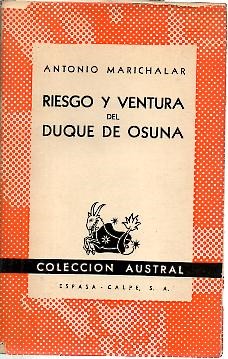 ANTONIO MARICHALAR
RIESGO Y VENTURA
DEL
DUQUE DE OSUNA
COLECCION AUSTRAL
ESPASA - CALPE, S. A.